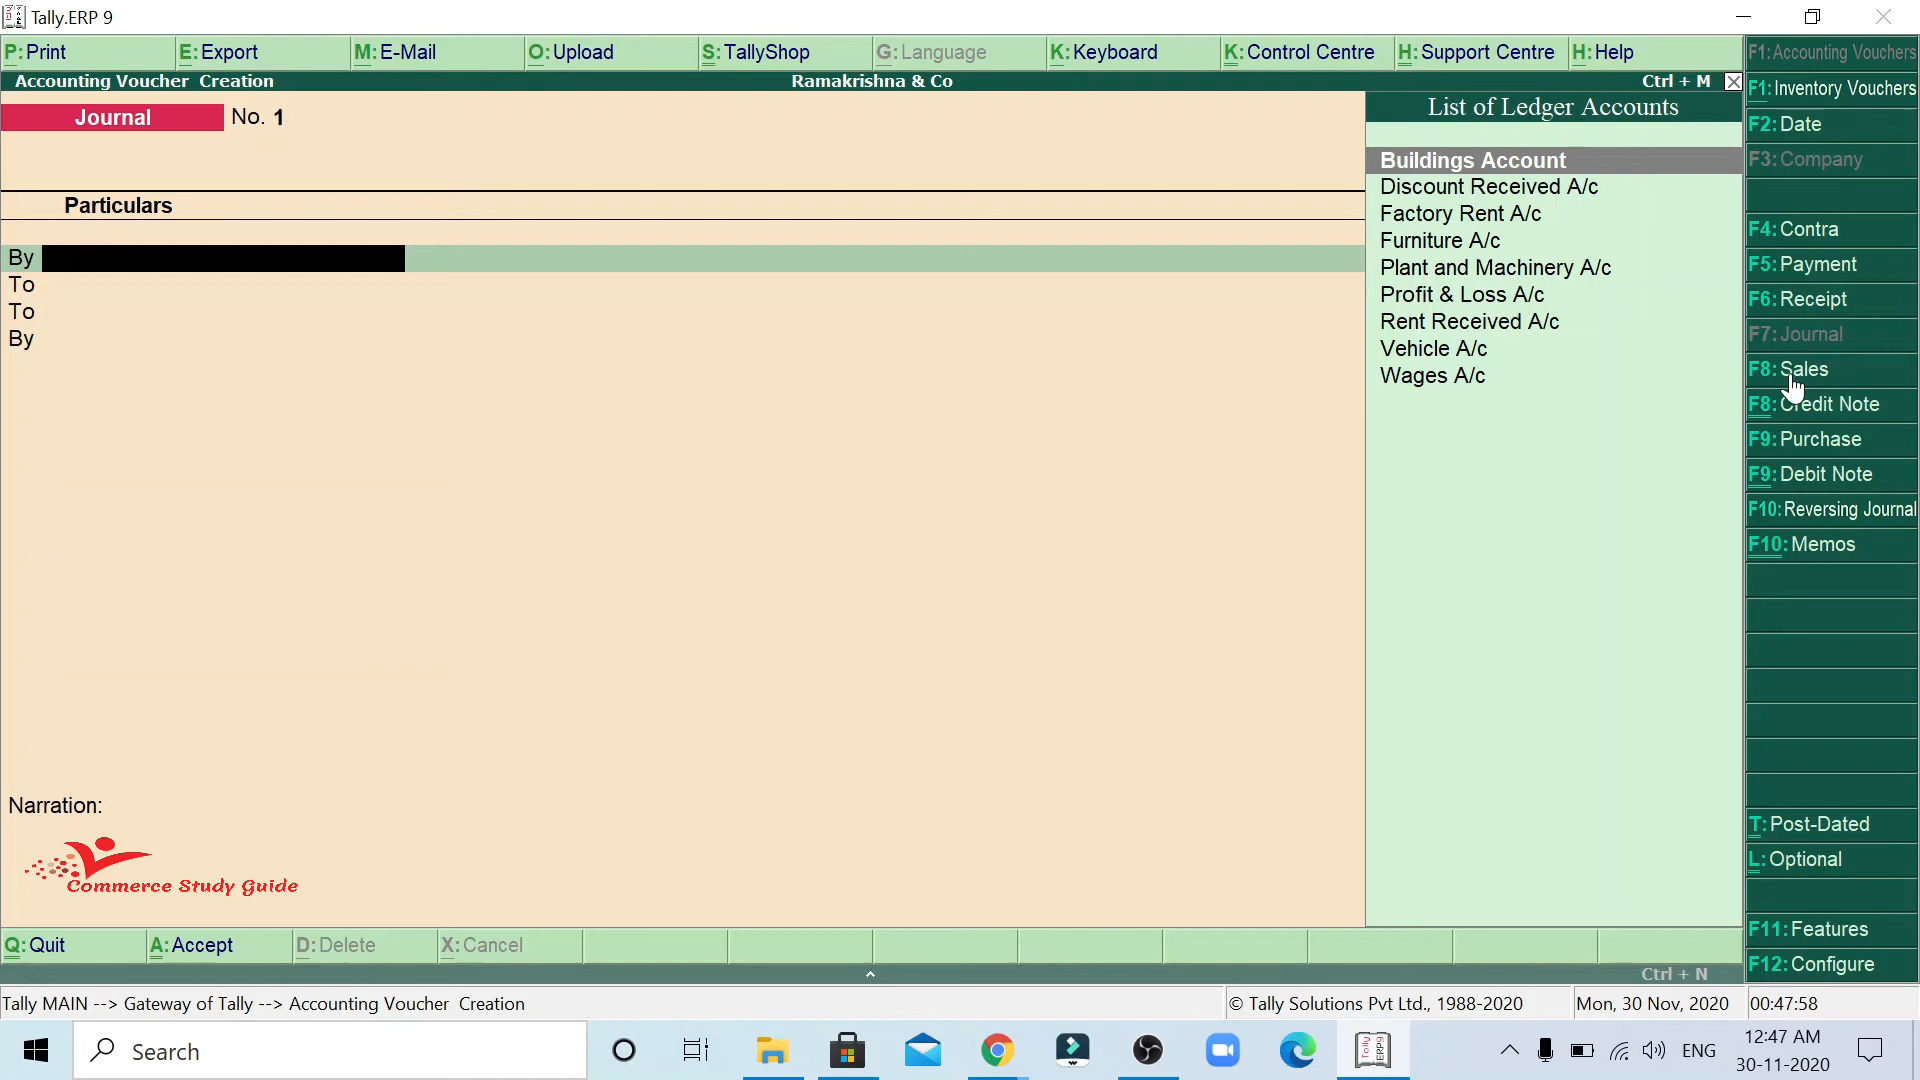 Tally.ERP 9
P: Print E: Export M: E-Mail O: Upload S: TallyShop G: Language K: Keyboard K: Control Centre H: Support Centre H: Help
Accounting Voucher Creation Ramakrishna & Co Ctrl + M
Journal No. 1
Particulars
By
To
To
By
Narration:
Commerce Study Guide
List of Ledger Accounts
Buildings Account
Discount Received A/c
Factory Rent A/c
Furniture A/c
Plant and Machinery A/c
Profit & Loss A/c
Rent Received A/c
Vehicle A/c
Wages A/c
F1: Accounting Vouchers
F1: Inventory Vouchers
F2: Date
F3: Company
F4: Contra
F5: Payment
F6: Receipt
F7: Journal
F8: Sales
F8: Credit Note
F9: Purchase
F9: Debit Note
F10: Reversing Journal
F10: Memos
T: Post-Dated
L: Optional
F11: Features
F12: Configure
Q: Quit A: Accept D: Delete X: Cancel
Ctrl + N
Tally MAIN --> Gateway of Tally --> Accounting Voucher Creation © Tally Solutions Pvt Ltd., 1988-2020 Mon, 30 Nov, 2020 00:47:58
Search ENG 12:47 AM
30-11-2020